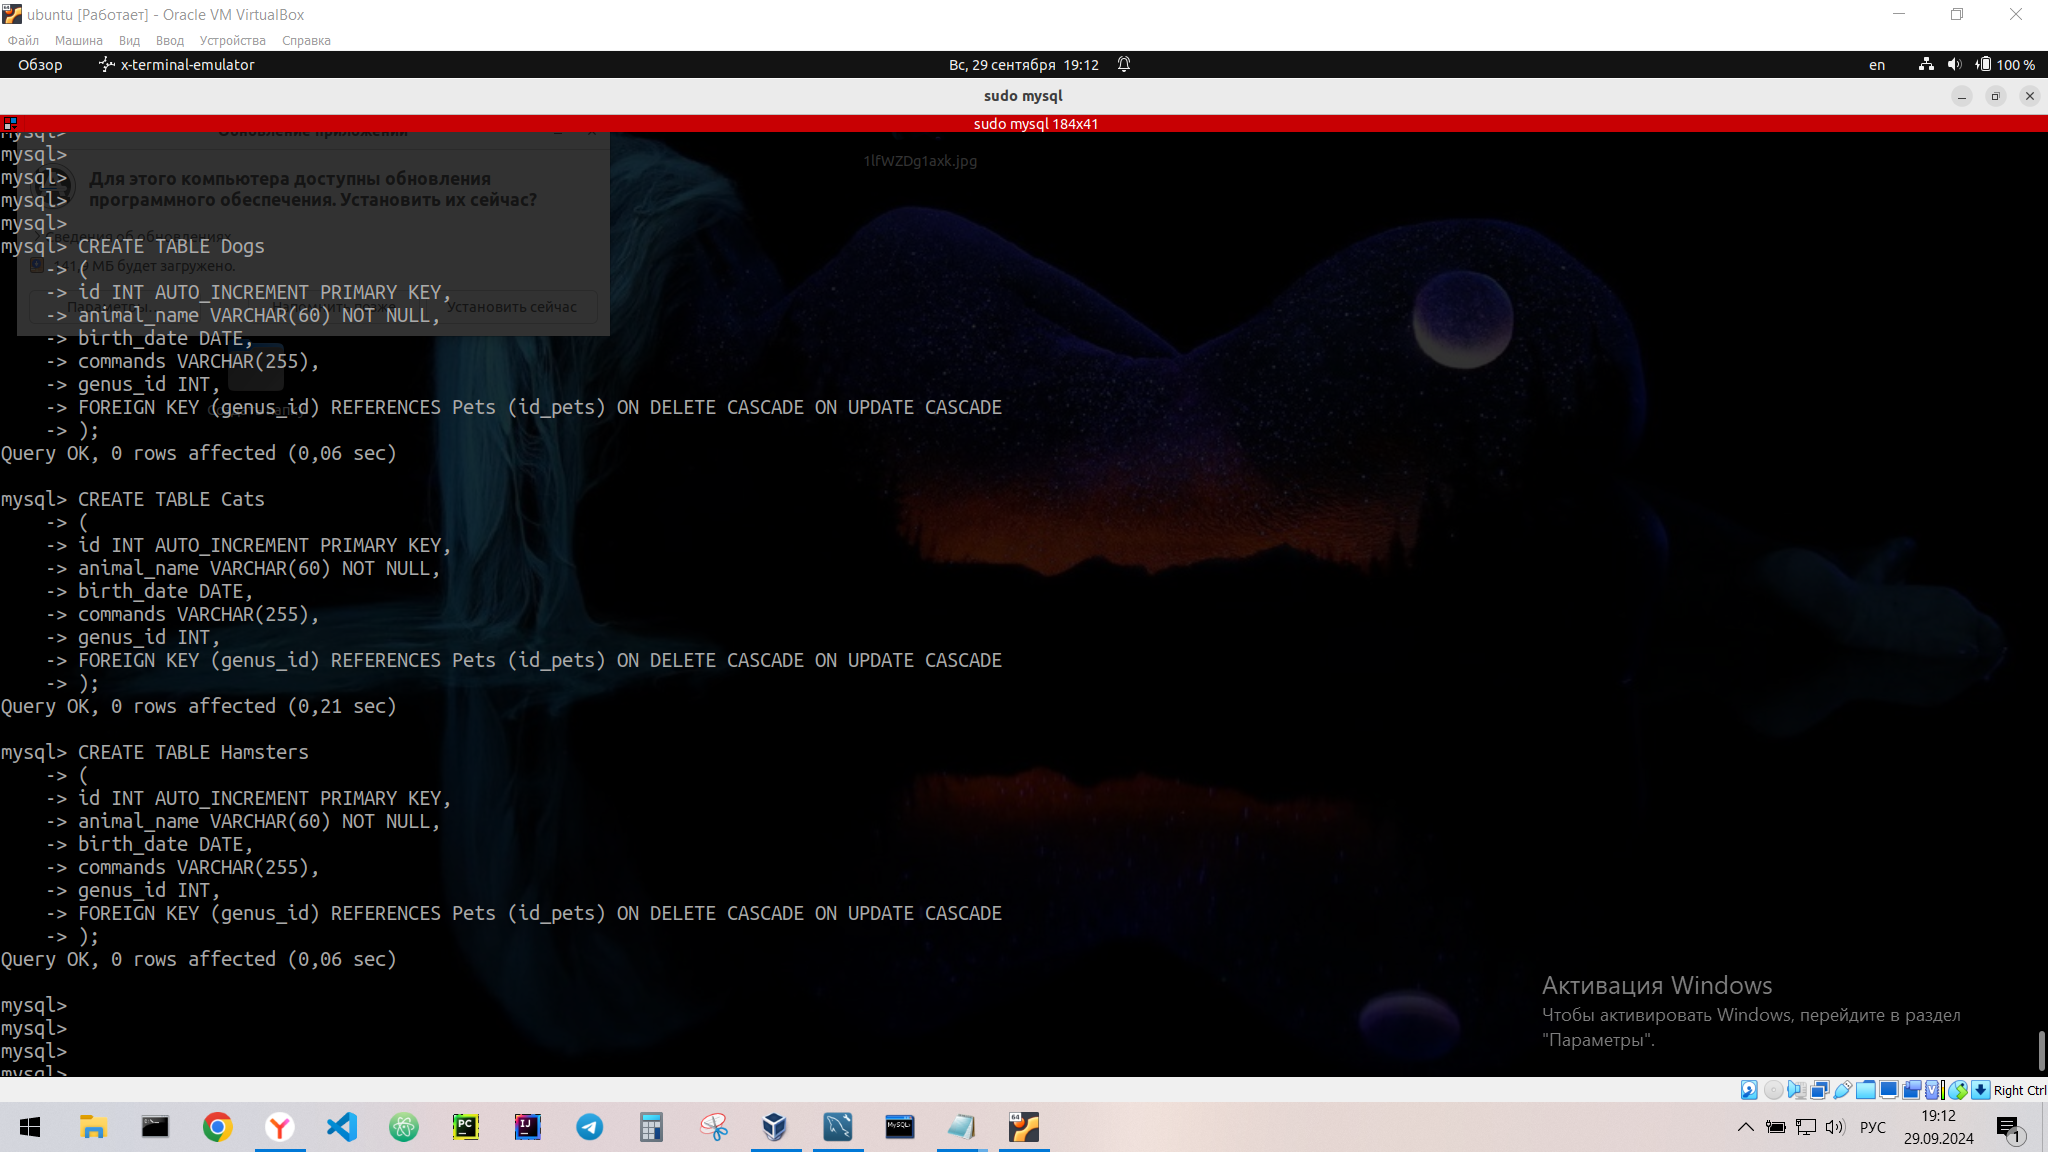 ubuntu [Работает] - Oracle VM VirtualBox
Файл Машина Вид Ввод Устройства Справка
Обзор x-terminal-emulator Вс, 29 сентября 19:12 en 100 %
sudo mysql
sudo mysql 184x41
Обновление приложений
mysql>
mysql>
1lfWZDg1axk.jpg
mysql>
Для этого компьютера доступны обновления
mysql>
программного обеспечения. Установить их сейчас?
mysql>
Сведения об обновлениях
mysql> CREATE TABLE Dogs
МБ будет загружено.
-> (
-> id INT AUTO_INCREMENT PRIMARY KEY,
Установить сейчас
-> animal_name VARCHAR(60) NOT NULL,
-> birth_date DATE,
-> commands VARCHAR(255),
-> genus_id INT,
-> FOREIGN KEY (genus_id) REFERENCES Pets (id_pets) ON DELETE CASCADE ON UPDATE CASCADE
-> );
Query OK, 0 rows affected (0,06 sec)
mysql> CREATE TABLE Cats
-> (
-> id INT AUTO_INCREMENT PRIMARY KEY,
-> animal_name VARCHAR(60) NOT NULL,
-> birth_date DATE,
-> commands VARCHAR(255),
-> genus_id INT,
-> FOREIGN KEY (genus_id) REFERENCES Pets (id_pets) ON DELETE CASCADE ON UPDATE CASCADE
-> );
Query OK, 0 rows affected (0,21 sec)
mysql> CREATE TABLE Hamsters
-> (
-> id INT AUTO_INCREMENT PRIMARY KEY,
-> animal_name VARCHAR(60) NOT NULL,
-> birth_date DATE,
-> commands VARCHAR(255),
-> genus_id INT,
-> FOREIGN KEY (genus_id) REFERENCES Pets (id_pets) ON DELETE CASCADE ON UPDATE CASCADE
-> );
Query OK, 0 rows affected (0,06 sec)
mysql>
mysql>
mysql>
mysql>
Активация Windows
Чтобы активировать Windows, перейдите в раздел
"Параметры".
Right Ctrl
РУС
19:12
29.09.2024
1